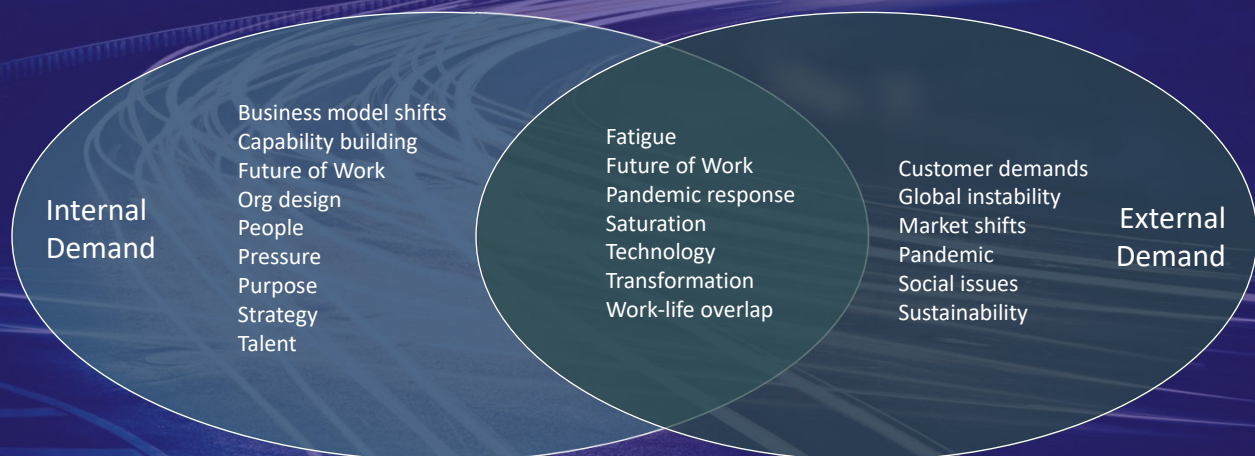 Internal
Demand
Business model shifts
Capability building
Future of Work
Org design
People
Pressure
Purpose
Strategy
Talent
Fatigue
Future of Work
Pandemic response
Saturation
Technology
Transformation
Work-life overlap
Customer demands
Global instability
Market shifts
Pandemic
Social issues
Sustainability
External
Demand